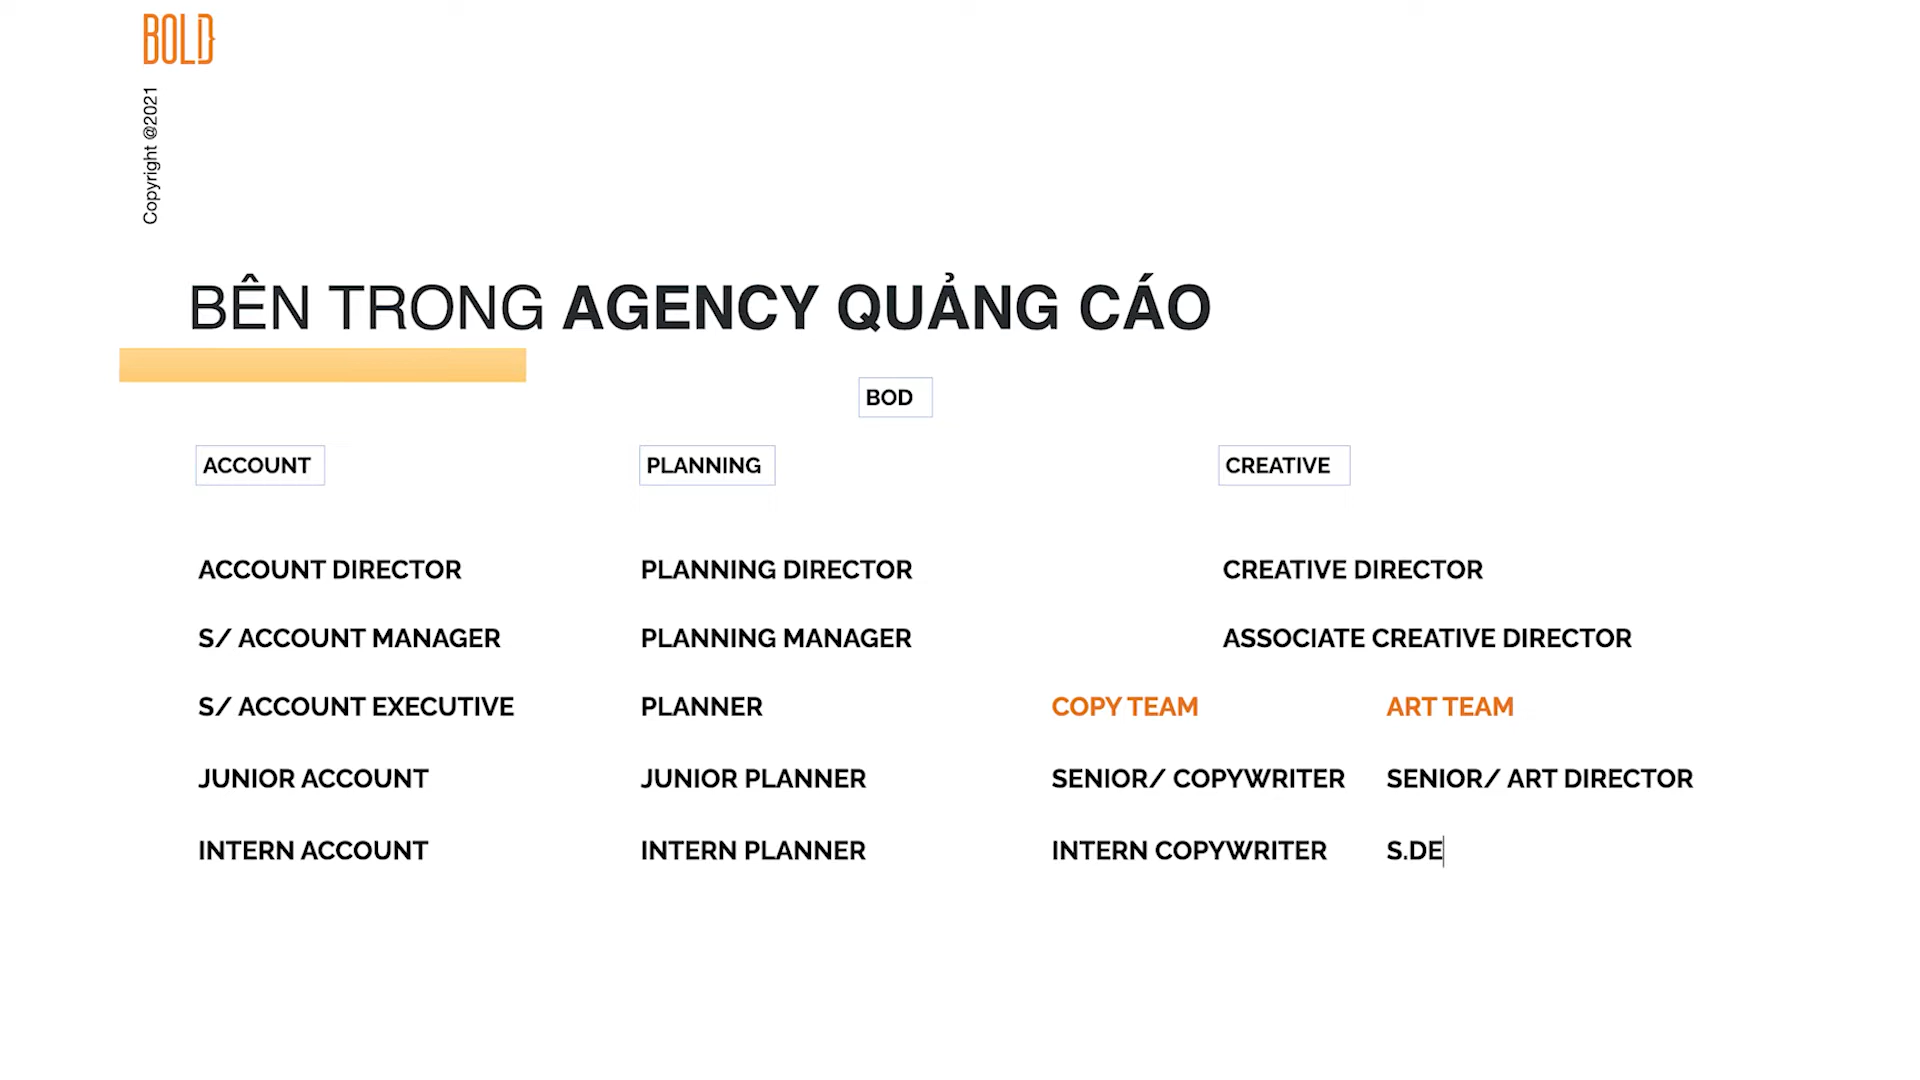 BOLD
Copyright @2021
BÊN TRONG AGENCY QUẢNG CÁO
BOD
ACCOUNT PLANNING CREATIVE
ACCOUNT DIRECTOR PLANNING DIRECTOR CREATIVE DIRECTOR
S/ ACCOUNT MANAGER PLANNING MANAGER ASSOCIATE CREATIVE DIRECTOR
S/ ACCOUNT EXECUTIVE PLANNER COPY TEAM ART TEAM
JUNIOR ACCOUNT JUNIOR PLANNER SENIOR/ COPYWRITER SENIOR/ ART DIRECTOR
INTERN ACCOUNT INTERN PLANNER INTERN COPYWRITER S.DE